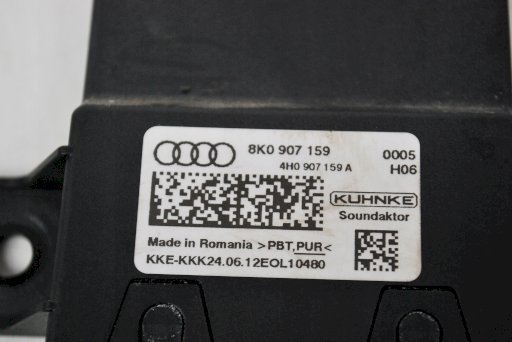 8K0 907 159 0005
4H0 907 159 A H06
KUHNKE
Soundaktor
Made in Romania >PBT,PUR<
KKE-KKK24.06.12EOL10480